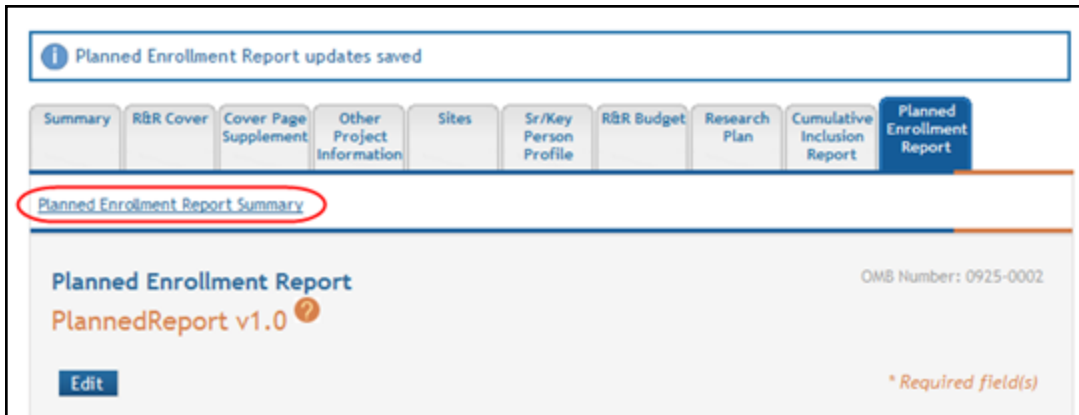 Planned Enrollment Report updates saved
Summary
R&R Cover
Cover Page
Supplement
Other
Project
Information
Sites
Sr/Key
Person
Profile
R&R Budget
Research
Plan
Cumulative
Inclusion
Report
Planned
Enrollment
Report
Planned Enrollment Report Summary
Planned Enrollment Report
OMB Number: 0925-0002
PlannedReport v1.0 ?
Edit
* Required field(s)